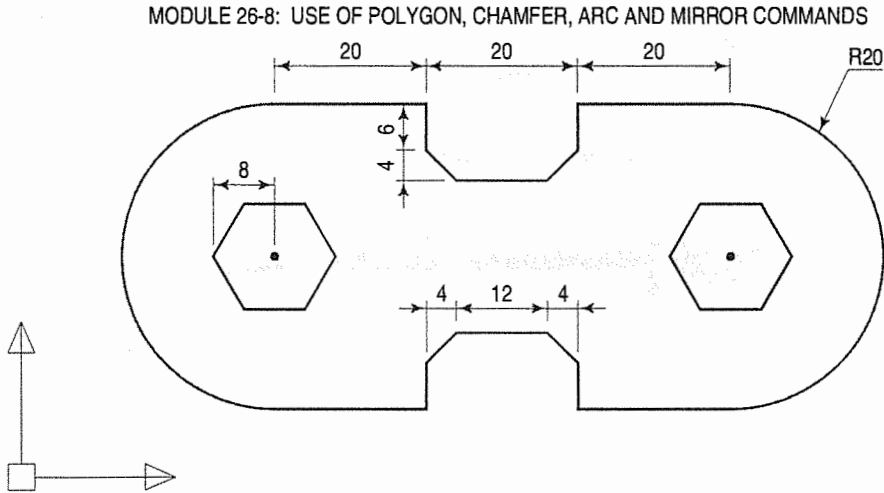 MODULE 26-8: USE OF POLYGON, CHAMFER, ARC AND MIRROR COMMANDS
20 20 20
R20
6
4
8
4 12 4